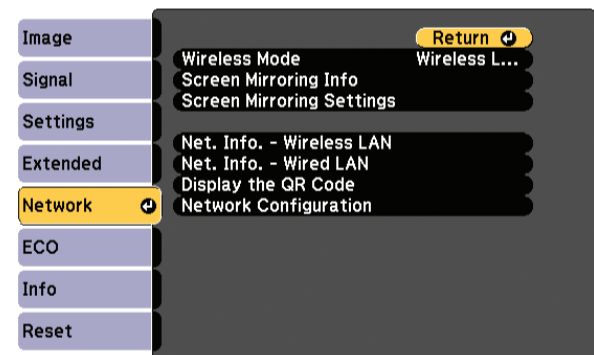 Image
Signal
Settings
Extended
Network
ECO
Info
Reset
Return
Wireless Mode Wireless L...
Screen Mirroring Info
Screen Mirroring Settings
Net. Info. - Wireless LAN
Net. Info. - Wired LAN
Display the QR Code
Network Configuration